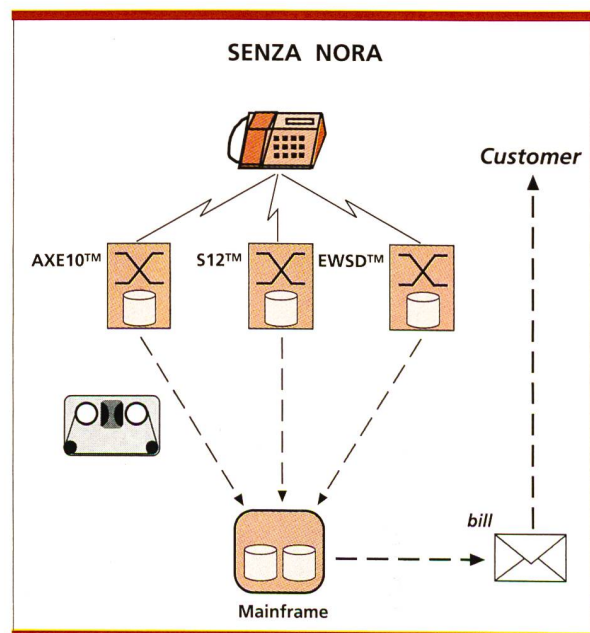 SENZA NORA
Customer
AXE10™
S12™
EWSD™
bill
Mainframe